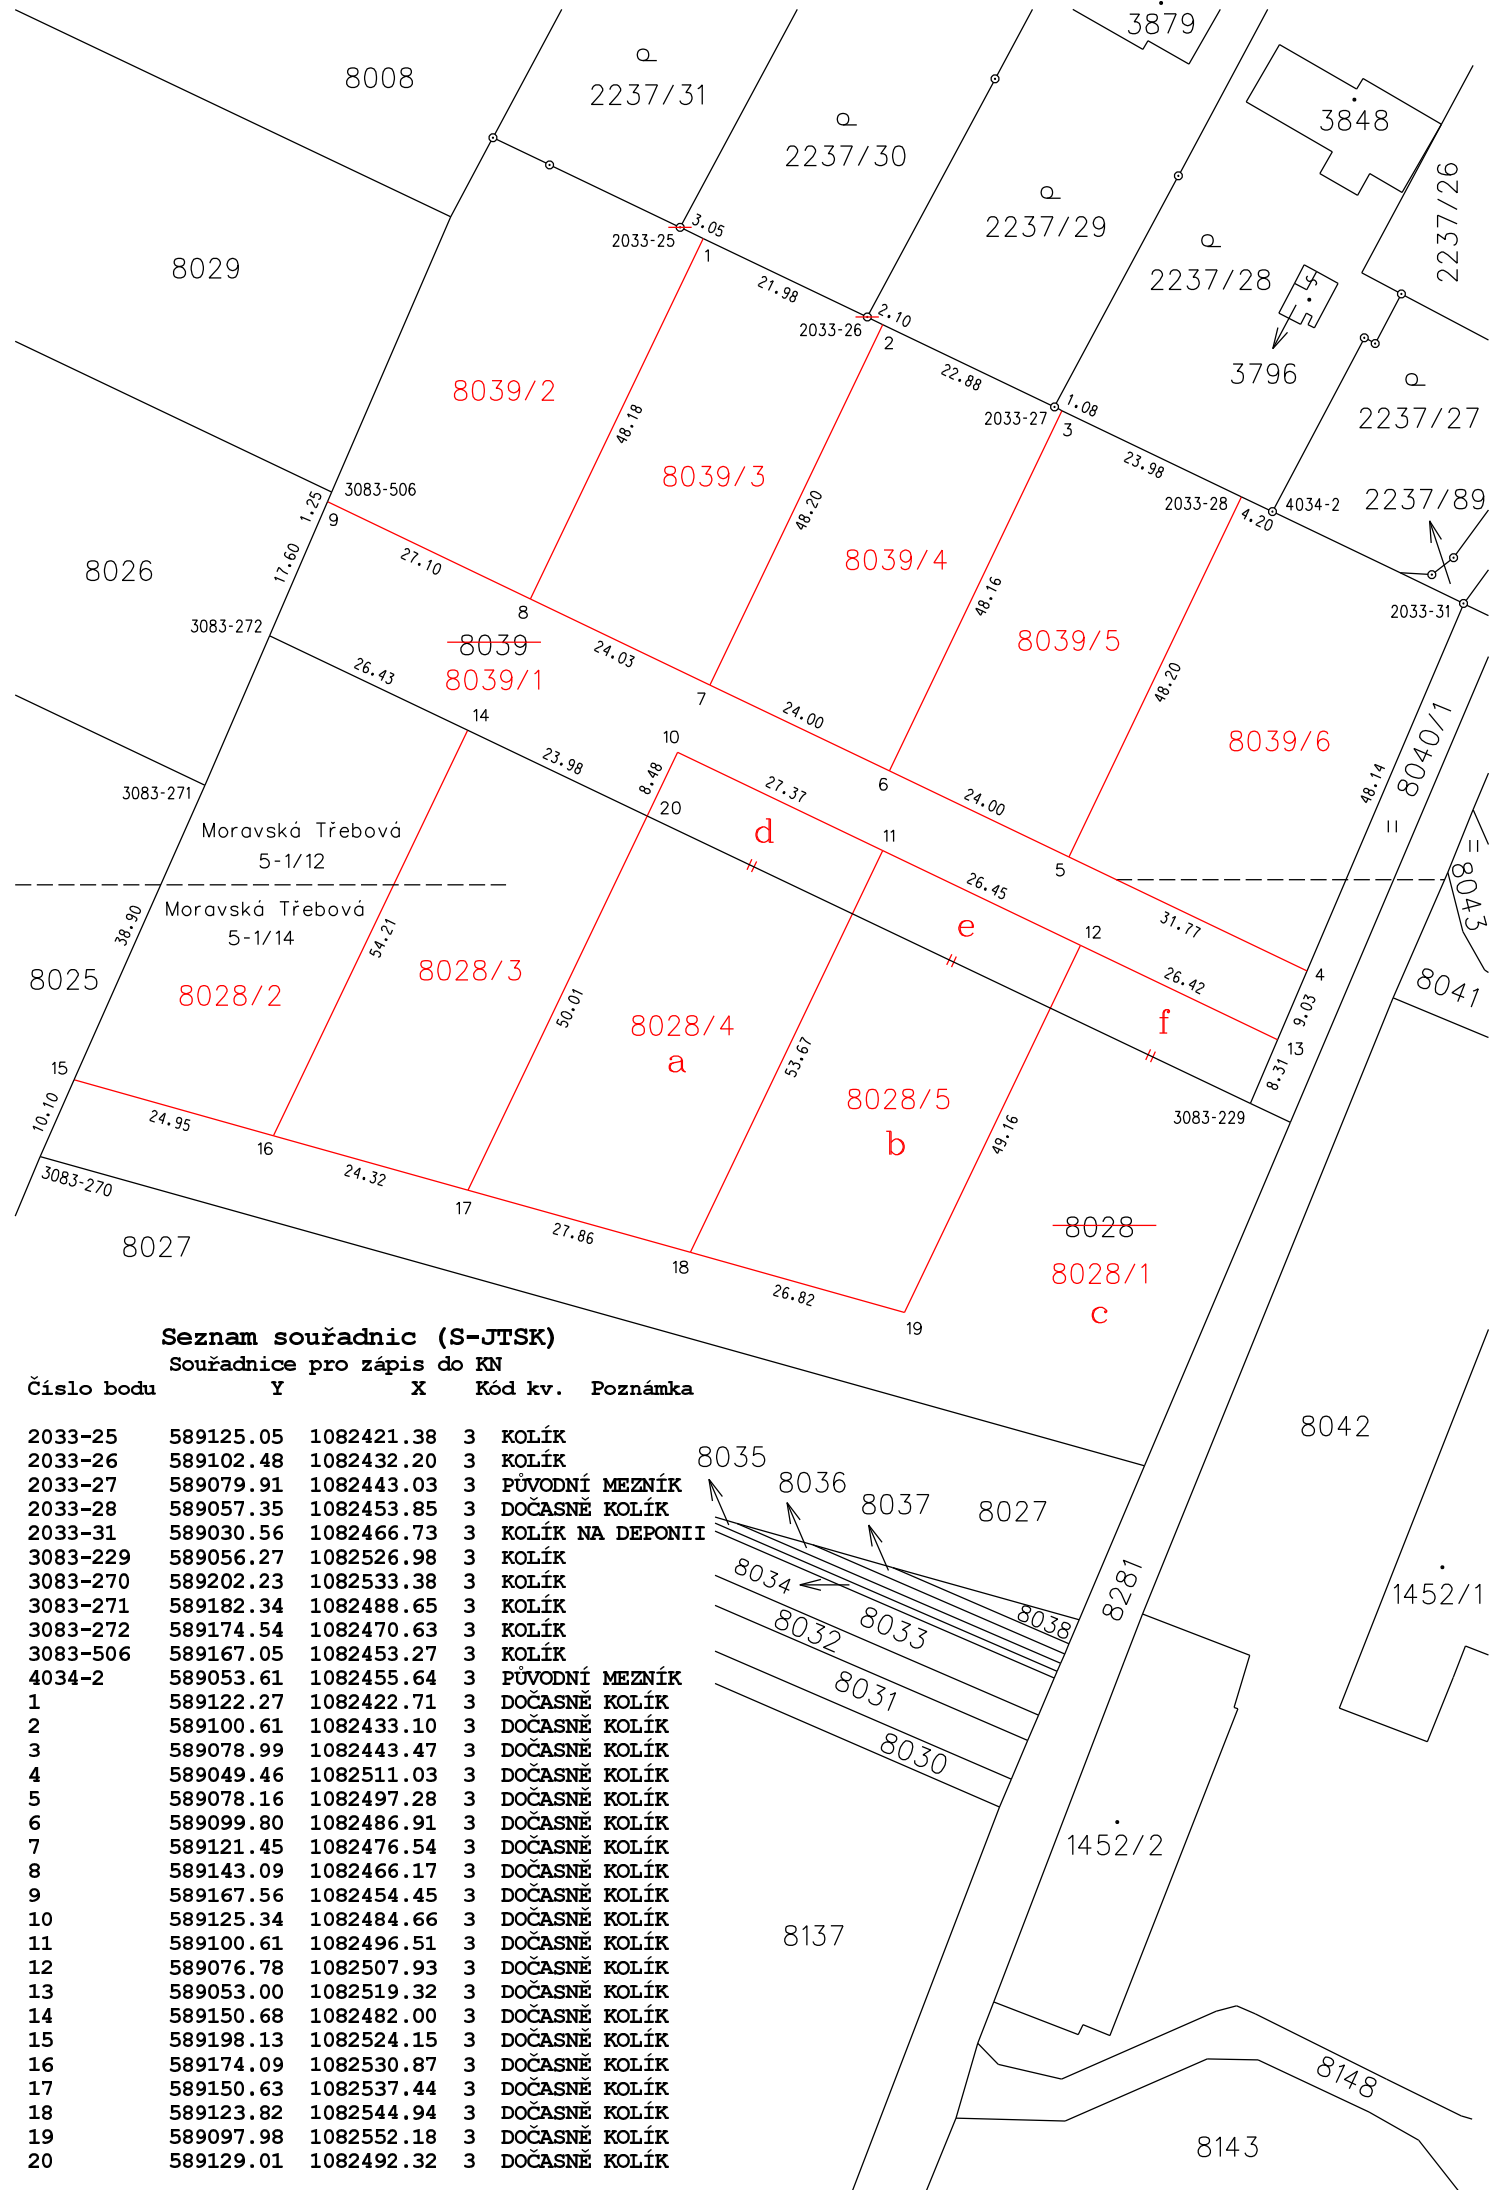 3879
8008
ρ
2237/31
3848
ρ
2237/30
2237/26
ρ
2237/29
3.05
2033-25
1
ρ
2237/28
8029
21.98
2.10
2033-26
2
22.88
3796
ρ
2237/27
8039/2
1.08
2033-27
3
48.18
8039/3
23.98
3083-506
1.25
9
2033-28
4.20
4034-2
2237/89
48.20
17.60
27.10
8026
8039/4
48.16
8
2033-31
3083-272
8039
8039/1
24.03
26.43
8039/5
48.20
7
14
24.00
10
23.98
8.48
8039/6
8040/1
=
48.14
3083-271
27.37
6
24.00
20
Moravská Třebová
5-1/12
d
11
=
8043
5
26.45
Moravská Třebová
5-1/14
38.90
54.21
e
12
31.77
8025
8028/2
8028/3
50.01
26.42
4
8041
9.03
8028/4
a
f
13
53.67
8.31
15
10.10
24.95
8028/5
b
3083-229
49.16
16
24.32
3083-270
17
27.86
8028
8028/1
c
8027
18
26.82
19
Seznam souřadnic (S-JTSK)
Souřadnice pro zápis do KN
Číslo bodu Y X Kód kv. Poznámka
2033-25 589125.05 1082421.38 3 KOLÍK
2033-26 589102.48 1082432.20 3 KOLÍK
2033-27 589079.91 1082443.03 3 PŮVODNÍ MEZNÍK
2033-28 589057.35 1082453.85 3 DOČASNĚ KOLÍK
2033-31 589030.56 1082466.73 3 KOLÍK NA DEPONII
3083-229 589056.27 1082526.98 3 KOLÍK
3083-270 589202.23 1082533.38 3 KOLÍK
3083-271 589182.34 1082488.65 3 KOLÍK
3083-272 589174.54 1082470.63 3 KOLÍK
3083-506 589167.05 1082453.27 3 KOLÍK
4034-2 589053.61 1082455.64 3 PŮVODNÍ MEZNÍK
1 589122.27 1082422.71 3 DOČASNĚ KOLÍK
2 589100.61 1082433.10 3 DOČASNĚ KOLÍK
3 589078.99 1082443.47 3 DOČASNĚ KOLÍK
4 589049.46 1082511.03 3 DOČASNĚ KOLÍK
5 589078.16 1082497.28 3 DOČASNĚ KOLÍK
6 589099.80 1082486.91 3 DOČASNĚ KOLÍK
7 589121.45 1082476.54 3 DOČASNĚ KOLÍK
8 589143.09 1082466.17 3 DOČASNĚ KOLÍK
9 589167.56 1082454.45 3 DOČASNĚ KOLÍK
10 589125.34 1082484.66 3 DOČASNĚ KOLÍK
11 589100.61 1082496.51 3 DOČASNĚ KOLÍK
12 589076.78 1082507.93 3 DOČASNĚ KOLÍK
13 589053.00 1082519.32 3 DOČASNĚ KOLÍK
14 589150.68 1082482.00 3 DOČASNĚ KOLÍK
15 589198.13 1082524.15 3 DOČASNĚ KOLÍK
16 589174.09 1082530.87 3 DOČASNĚ KOLÍK
17 589150.63 1082537.44 3 DOČASNĚ KOLÍK
18 589123.82 1082544.94 3 DOČASNĚ KOLÍK
19 589097.98 1082552.18 3 DOČASNĚ KOLÍK
20 589129.01 1082492.32 3 DOČASNĚ KOLÍK
8042
8035
8036
8037
8027
8034
8033
8038
8281
1452/1
8032
8031
8030
1452/2
8137
8148
8143